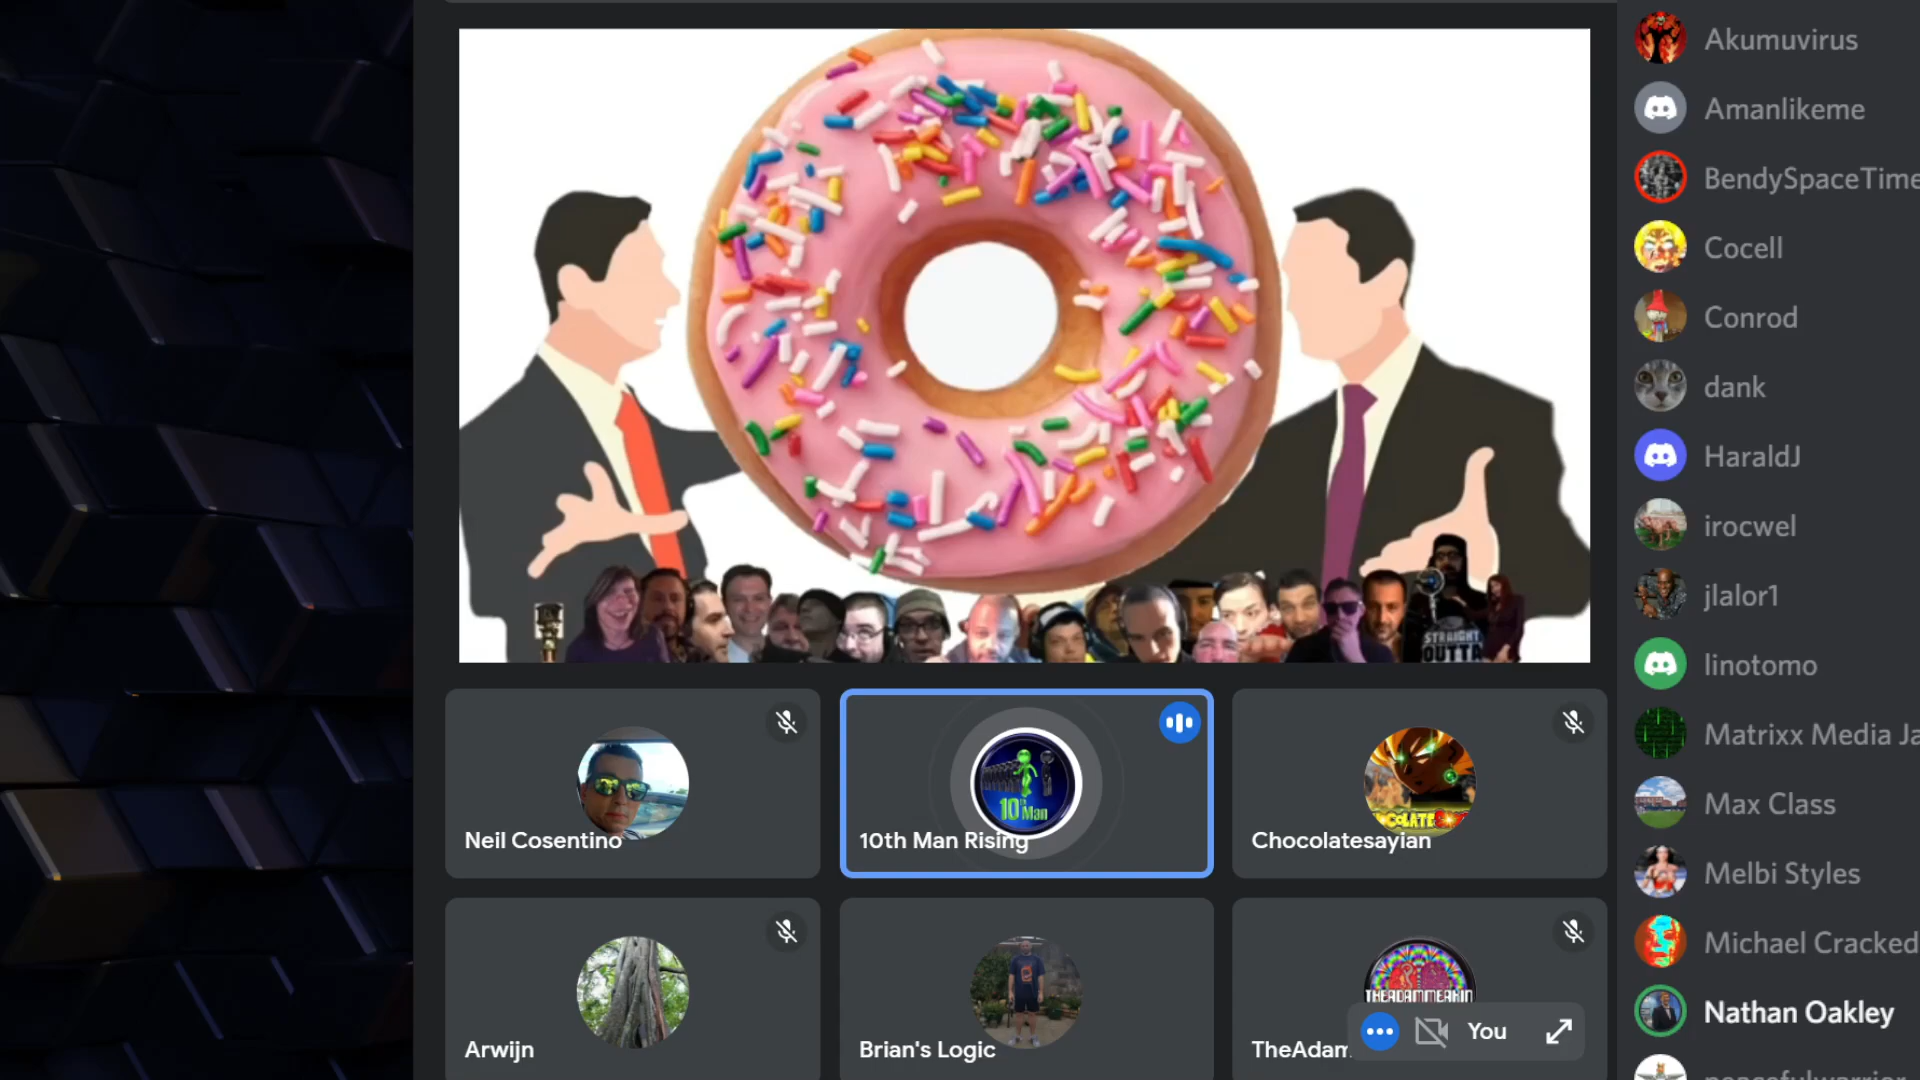 Akumuvirus
Amanlikeme
BendySpaceTime
Cocell
Conrod
dank
HaraldJ
irocwel
jlalor1
linotomo
Matrixx Media Ja
Max Class
Melbi Styles
Michael Cracked
Nathan Oakley
STRAIGHT
OUTTA
10th Man
Neil Cosentino
10th Man Rising
Chocolatesayian
THEADAMMEAKIN
Arwijn
Brian's Logic
TheAdam
You